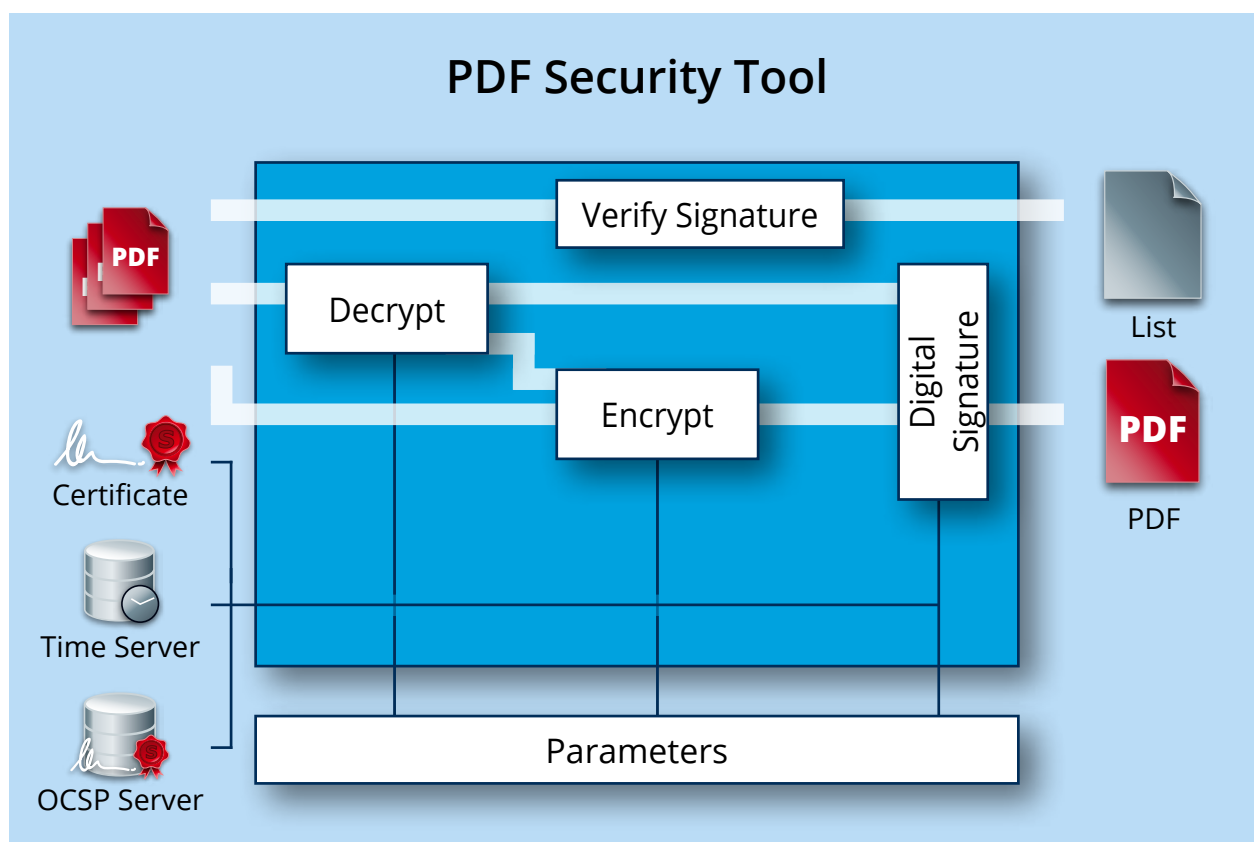 PDF Security Tool
Verify Signature
PDF
Decrypt
List
Digital
Signature
Encrypt
PDF
S
Certificate
PDF
Time Server
S
Parameters
OCSP Server